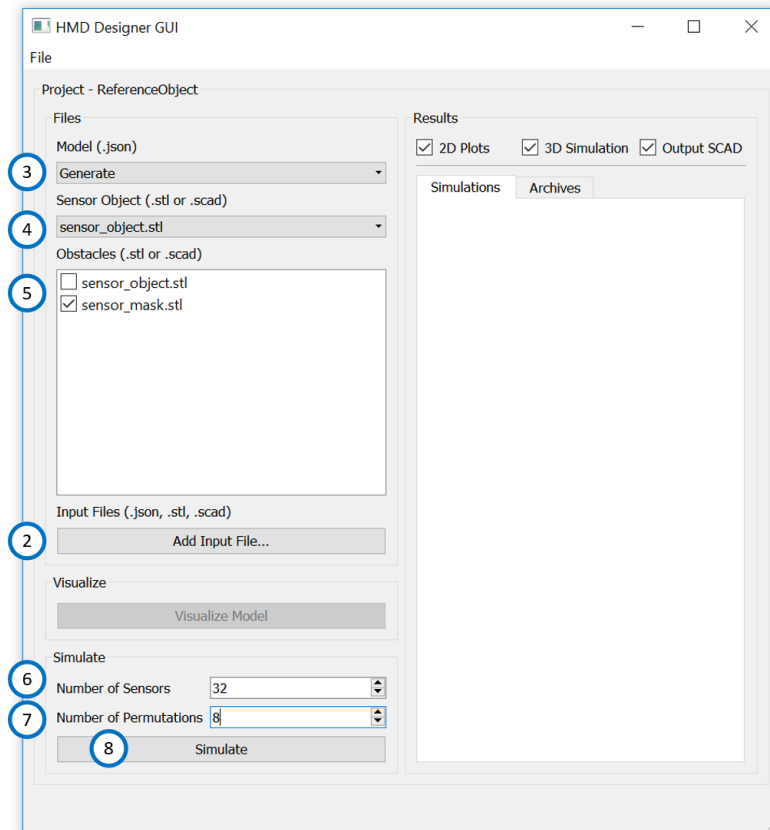 HMD Designer GUI
File
Project - ReferenceObject
Files
Model (.json)
3
Generate
Sensor Object (.stl or .scad)
4
sensor_object.stl
Obstacles (.stl or .scad)
5
sensor_object.stl
sensor_mask.stl
Input Files (.json, .stl, .scad)
2
Add Input File...
Visualize
Visualize Model
Simulate
6
Number of Sensors 32
7
Number of Permutations 8
8
Simulate
Results
2D Plots 3D Simulation Output SCAD
Simulations Archives